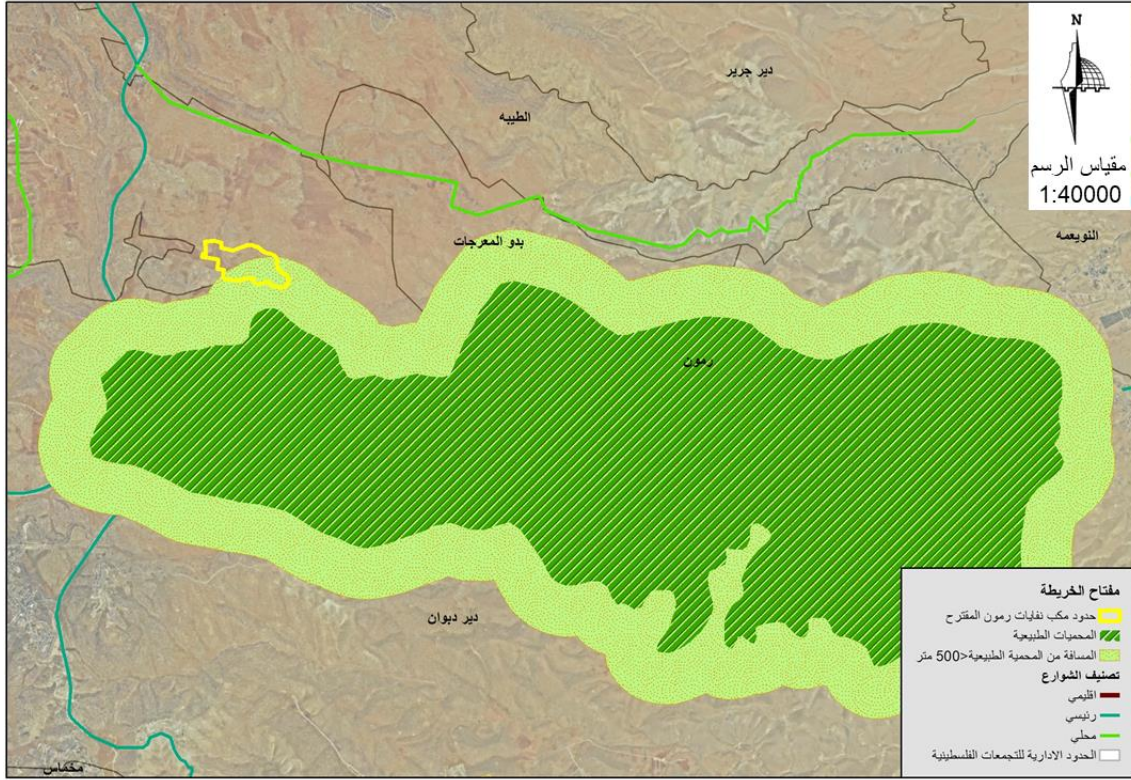 N
مقياس الرسم
1:40000
دير جرير
الطيبه
النويعمه
بدو المعرجات
رمون
دير دبوان
مخماس
مفتاح الخريطة
حدود مكب نفايات رمون المقترح
المحميات الطبيعية
المسافة من المحمية الطبيعية<500 متر
تصنيف الشوارع
اقليمي
رئيسي
محلي
الحدود الادارية للتجمعات الفلسطينية